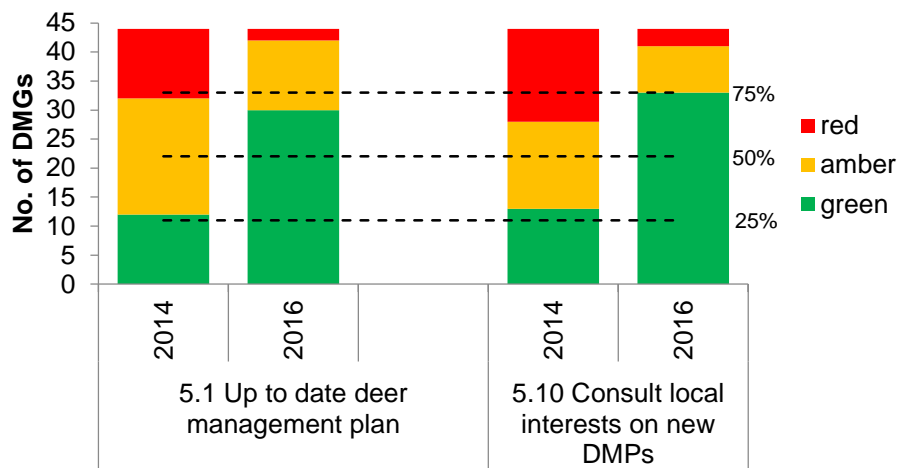 No. of DMGs
45
40
35
30
25
20
15
10
5
0
75%
50%
25%
red
amber
green
2014
2016
2014
2016
5.1 Up to date deer
management plan
5.10 Consult local
interests on new
DMPs